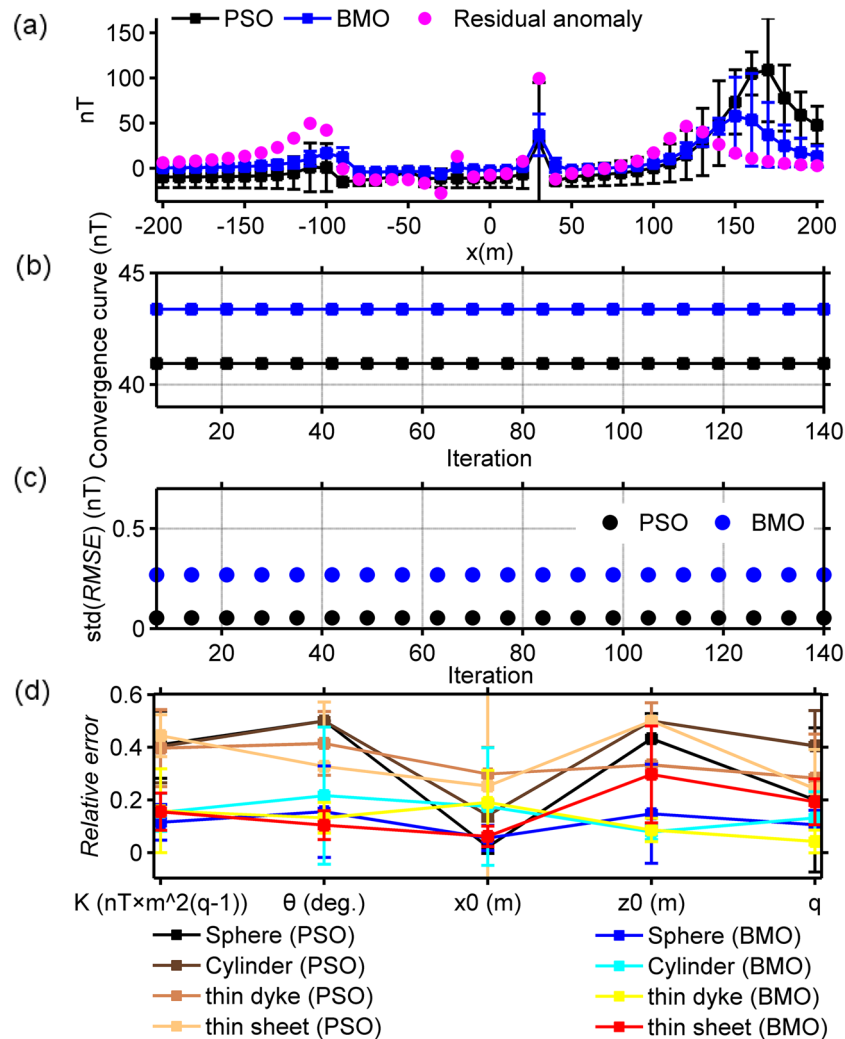 (a)
PSO BMO Residual anomaly
nT
150
100
50
0
-200 -150 -100 -50 0 50 100 150 200
x(m)
(b)
Convergence curve (nT)
45
40
20 40 60 80 100 120 140
Iteration
(c)
std(RMSE) (nT)
0.5
0
PSO BMO
20 40 60 80 100 120 140
Iteration
(d)
Relative error
0.6
0.4
0.2
0
K (nT×m^2(q-1)) θ (deg.) x0 (m) z0 (m) q
Sphere (PSO) Sphere (BMO)
Cylinder (PSO) Cylinder (BMO)
thin dyke (PSO) thin dyke (BMO)
thin sheet (PSO) thin sheet (BMO)